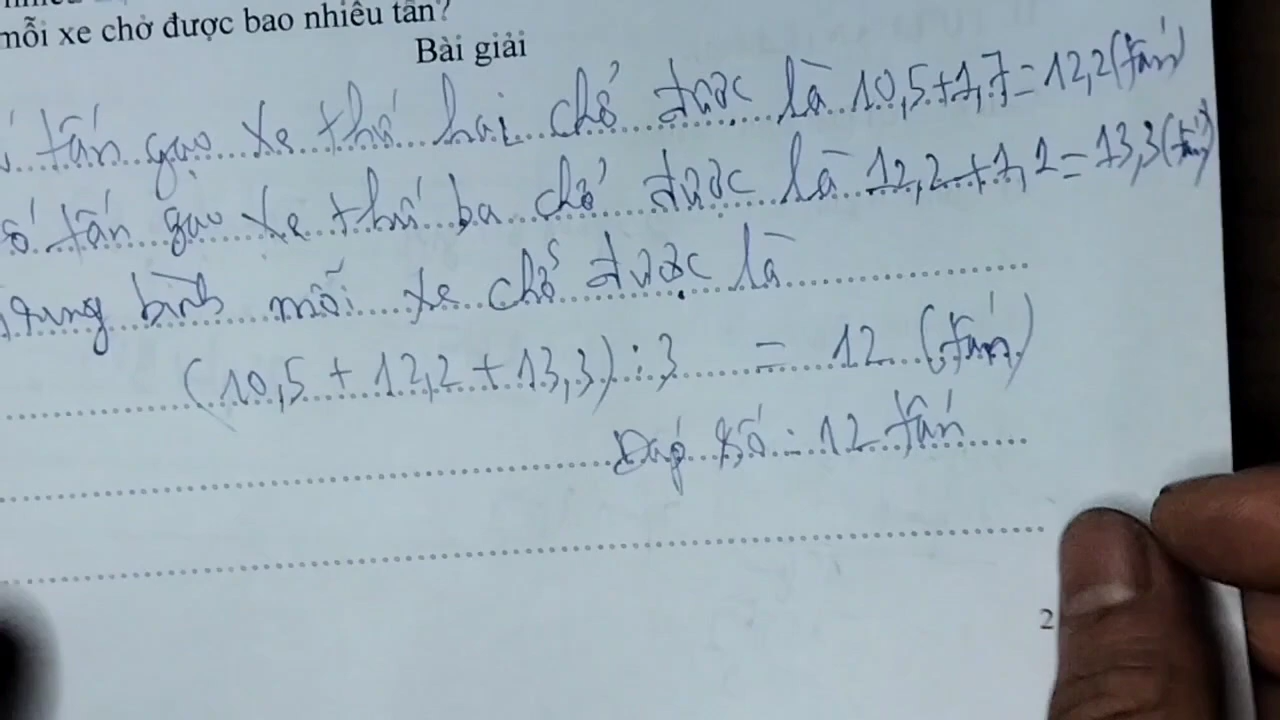 mỗi xe chở được bao nhiêu tấn?
Bài giải
tấn gạo xe thứ hai chở được là 10,5+1,7=12,2(tấn)
số tấn gạo xe thứ ba chở được là 12,2+1,1=13,3(tấn)
Trung bình mỗi xe chở được là
(10,5 + 12,2 + 13,3) : 3 = 12 (tấn)
Đáp số : 12 tấn
2